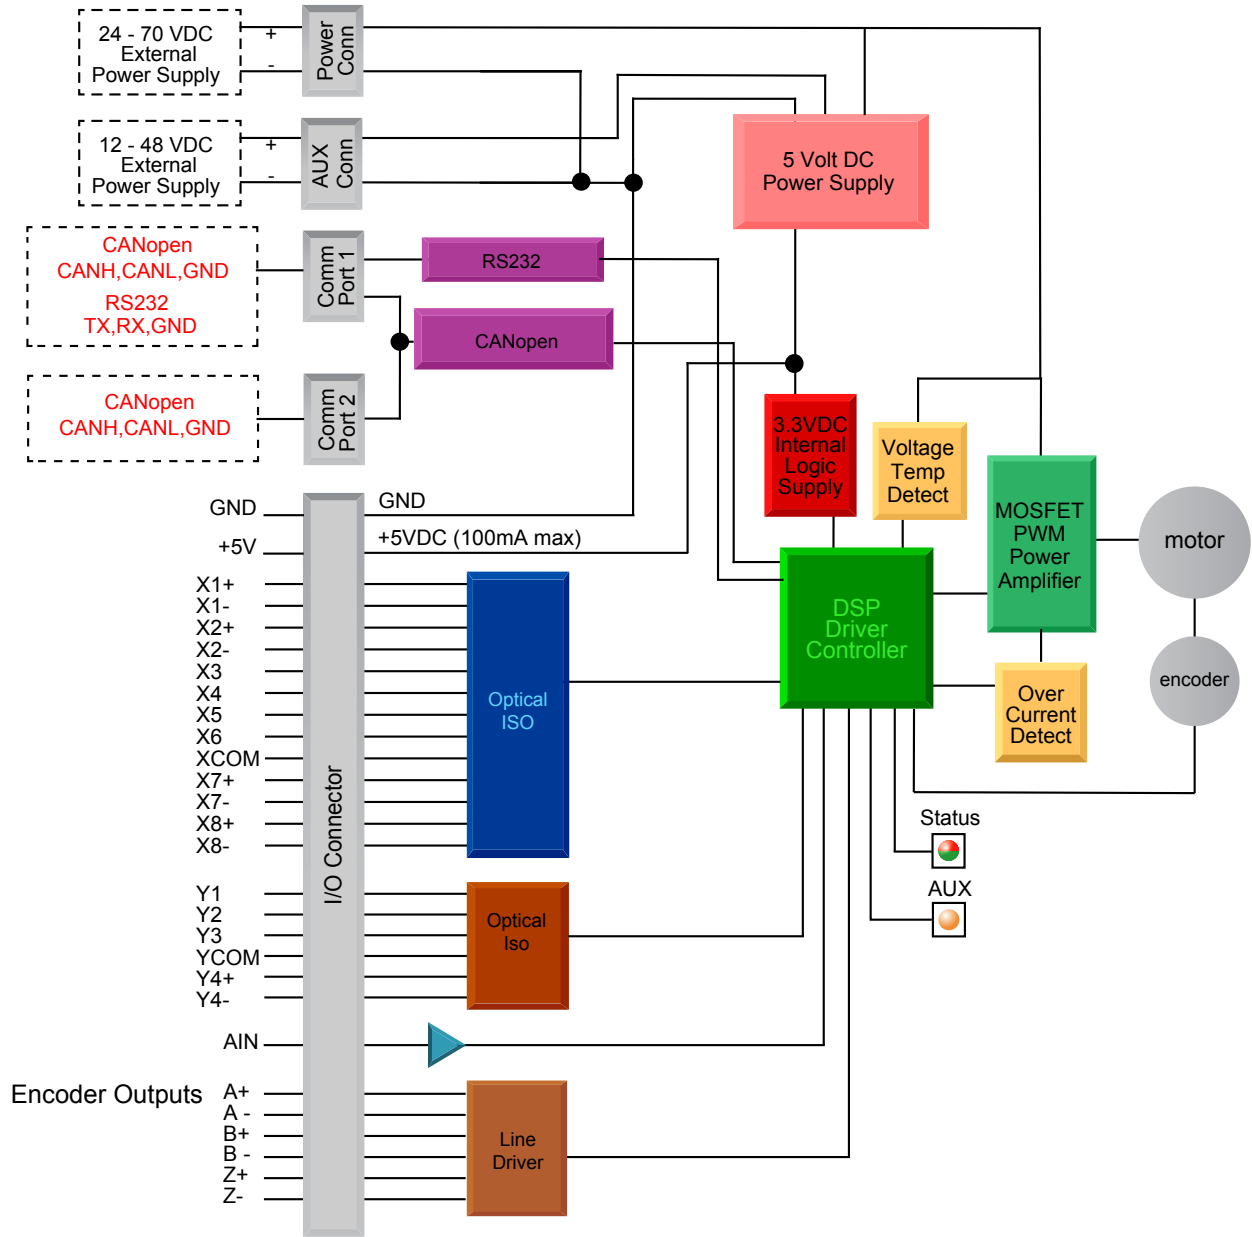 24 - 70 VDC
External
Power Supply
+
-
Power
Conn
12 - 48 VDC
External
Power Supply
+
-
AUX
Conn
5 Volt DC
Power Supply
CANopen
CANH,CANL,GND
RS232
TX,RX,GND
Comm
Port 1
RS232
CANopen
CANopen
CANH,CANL,GND
Comm
Port 2
3.3VDC
Internal
Logic
Supply
Voltage
Temp
Detect
MOSFET
PWM
Power
Amplifier
motor
encoder
Over
Current
Detect
DSP
Driver
Controller
Status
AUX
GND
+5V
GND
+5VDC (100mA max)
X1+
X1-
X2+
X2-
X3
X4
X5
X6
XCOM
X7+
X7-
X8+
X8-
I/O Connector
Optical
ISO
Y1
Y2
Y3
YCOM
Y4+
Y4-
Optical
Iso
AIN
Encoder Outputs
A+
A -
B+
B -
Z+
Z-
Line
Driver